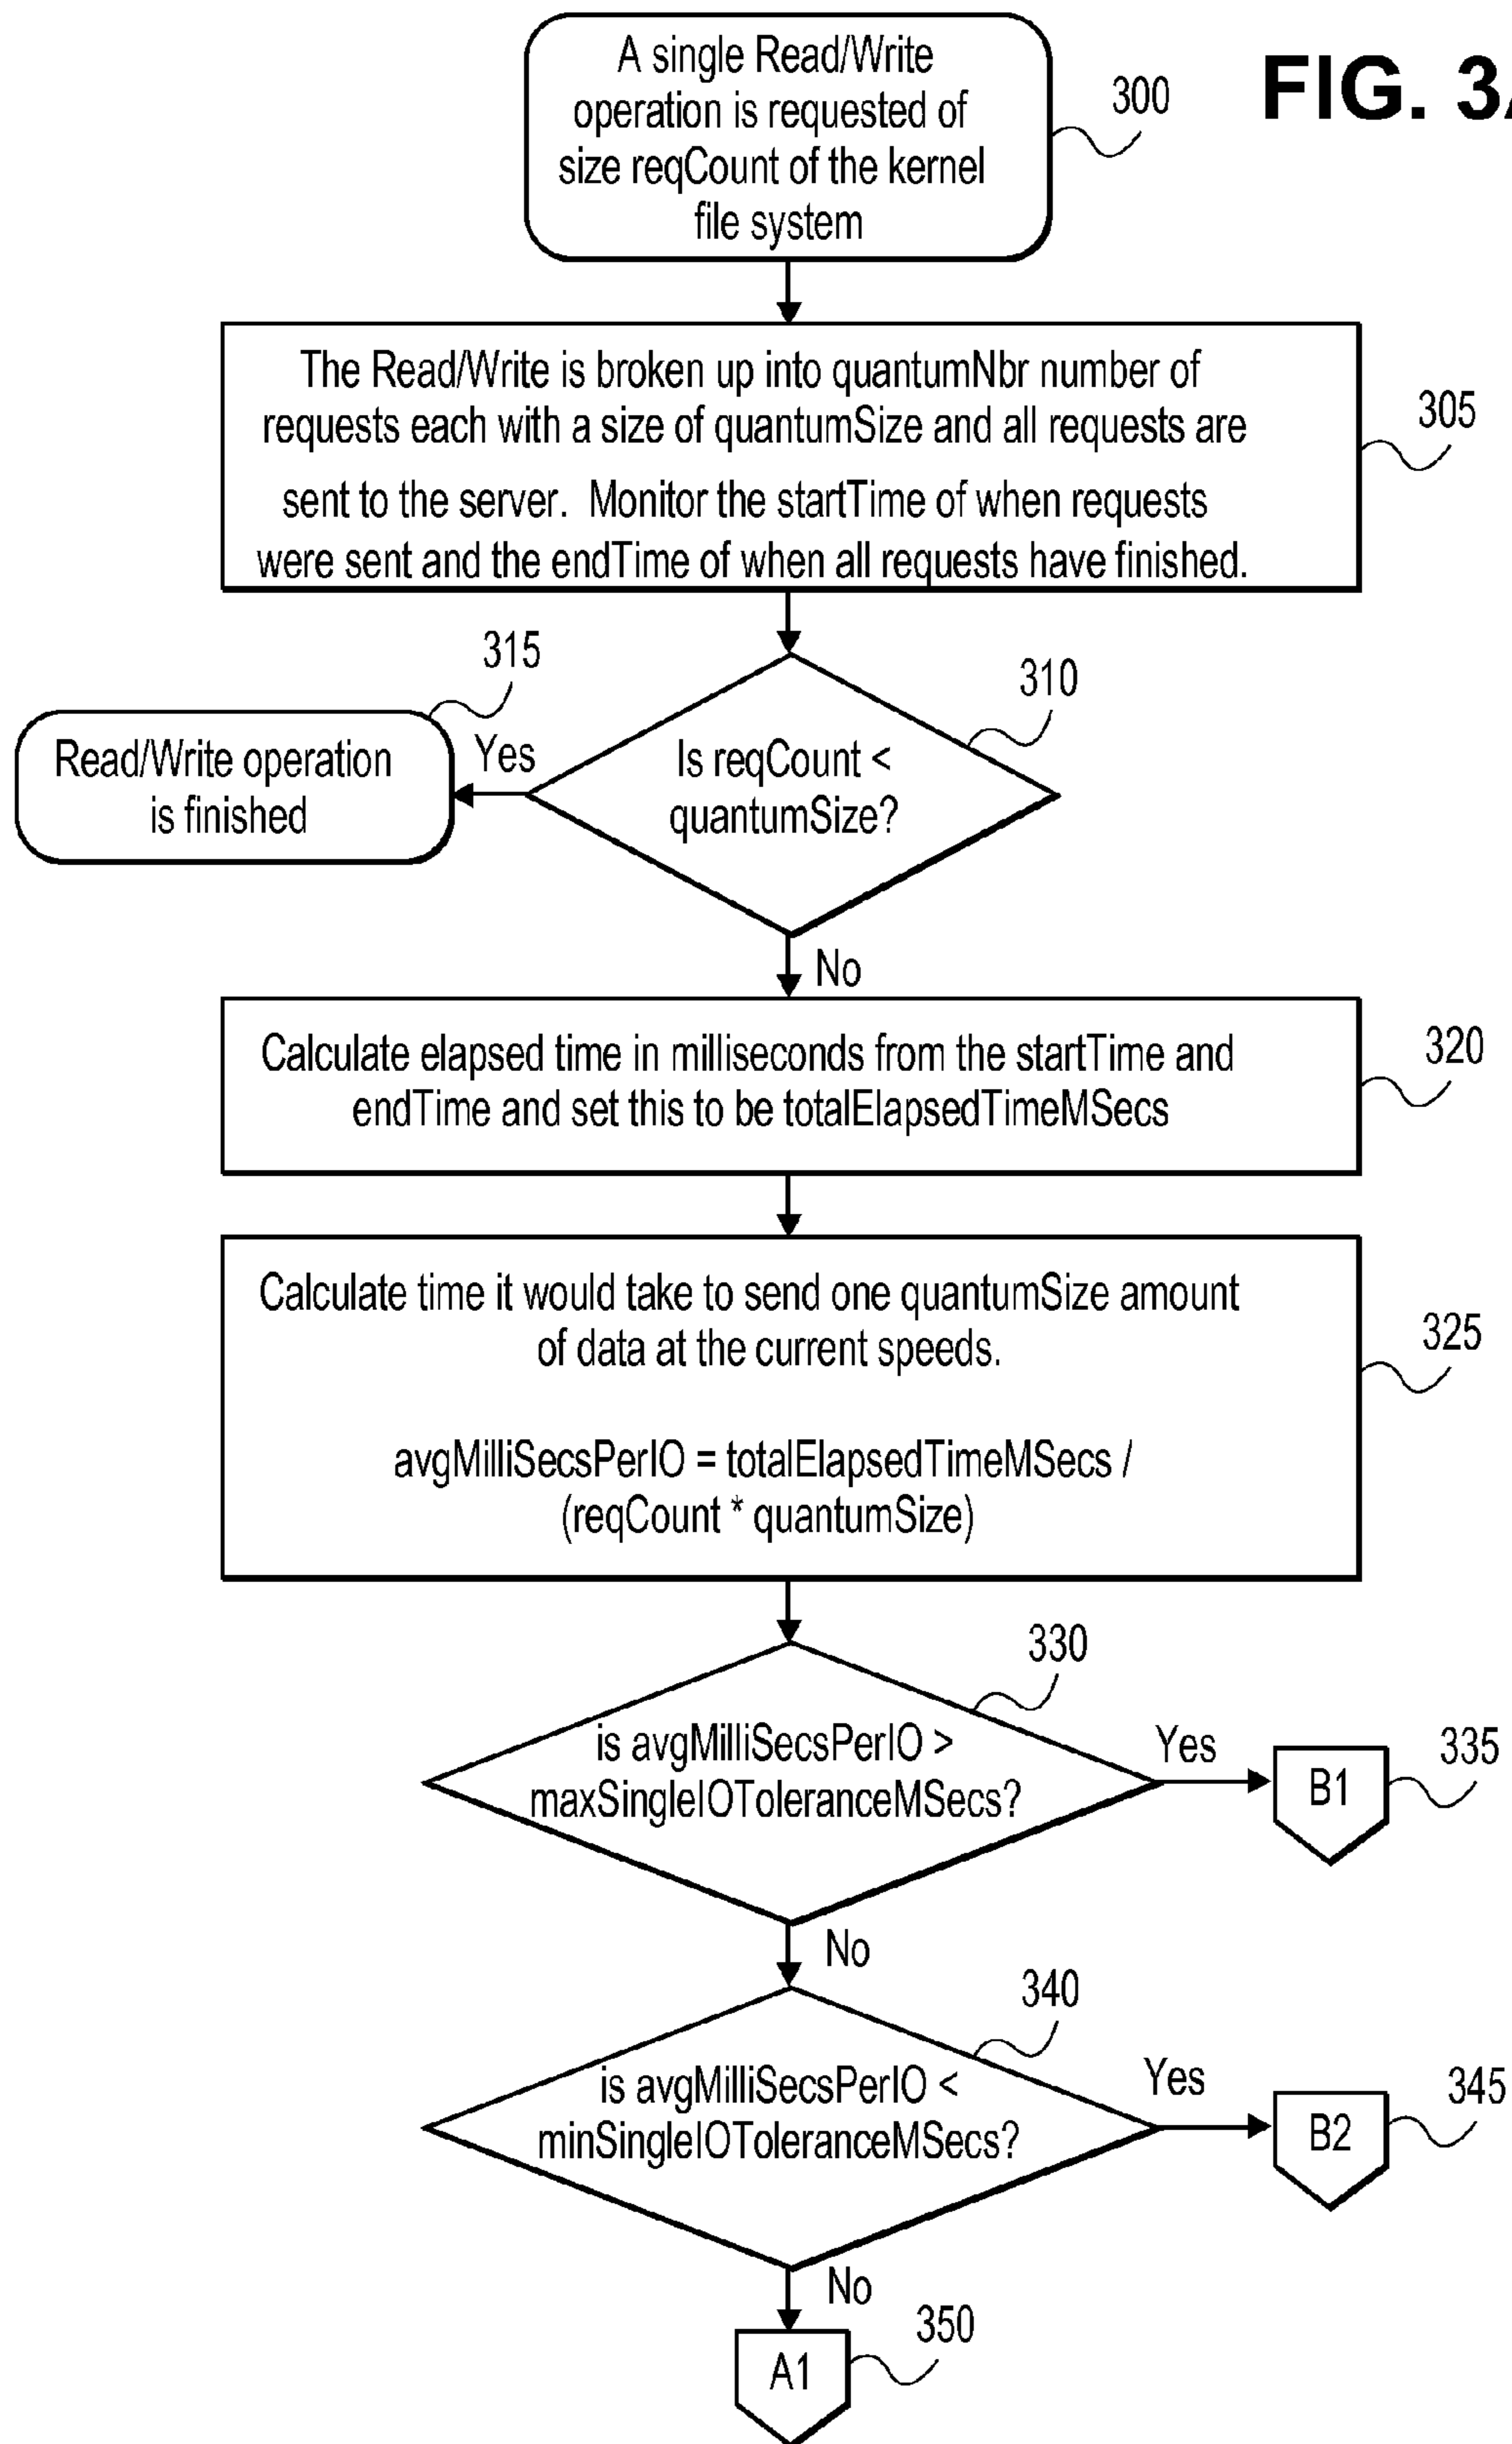 A single Read/Write
operation is requested of
size reqCount of the kernel
file system
300
FIG. 3
The Read/Write is broken up into quantumNbr number of
requests each with a size of quantumSize and all requests are
sent to the server. Monitor the startTime of when requests
were sent and the endTime of when all requests have finished.
305
315
310
Read/Write operation
is finished
Yes
Is reqCount <
quantumSize?
No
Calculate elapsed time in milliseconds from the startTime and
endTime and set this to be totalElapsedTimeMSecs
320
Calculate time it would take to send one quantumSize amount
of data at the current speeds.
avgMilliSecsPerIO = totalElapsedTimeMSecs /
(reqCount * quantumSize)
325
330
is avgMilliSecsPerIO >
maxSingleIOToleranceMSecs?
Yes
B1
335
No
340
is avgMilliSecsPerIO <
minSingleIOToleranceMSecs?
Yes
B2
345
No
A1
350